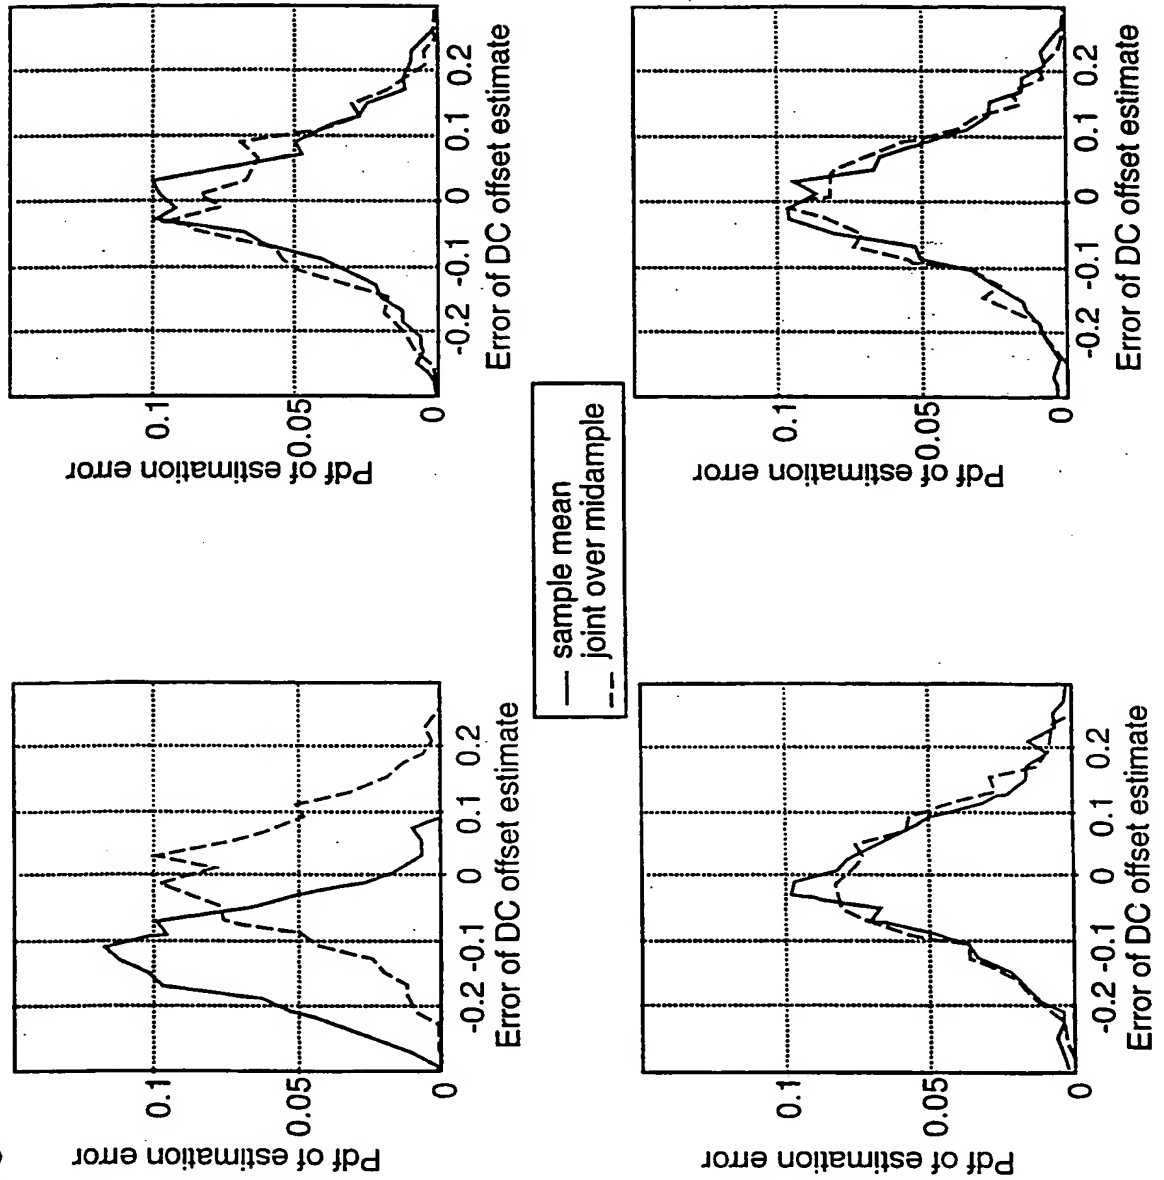 Pdf of estimation error
0.1
0.05
0
-0.2 -0.1 0 0.1 0.2
Error of DC offset estimate
Pdf of estimation error
0.1
0.05
0
-0.2 -0.1 0 0.1 0.2
Error of DC offset estimate
sample mean
joint over midample
Pdf of estimation error
0.1
0.05
0
-0.2 -0.1 0 0.1 0.2
Error of DC offset estimate
Pdf of estimation error
0.1
0.05
0
-0.2 -0.1 0 0.1 0.2
Error of DC offset estimate